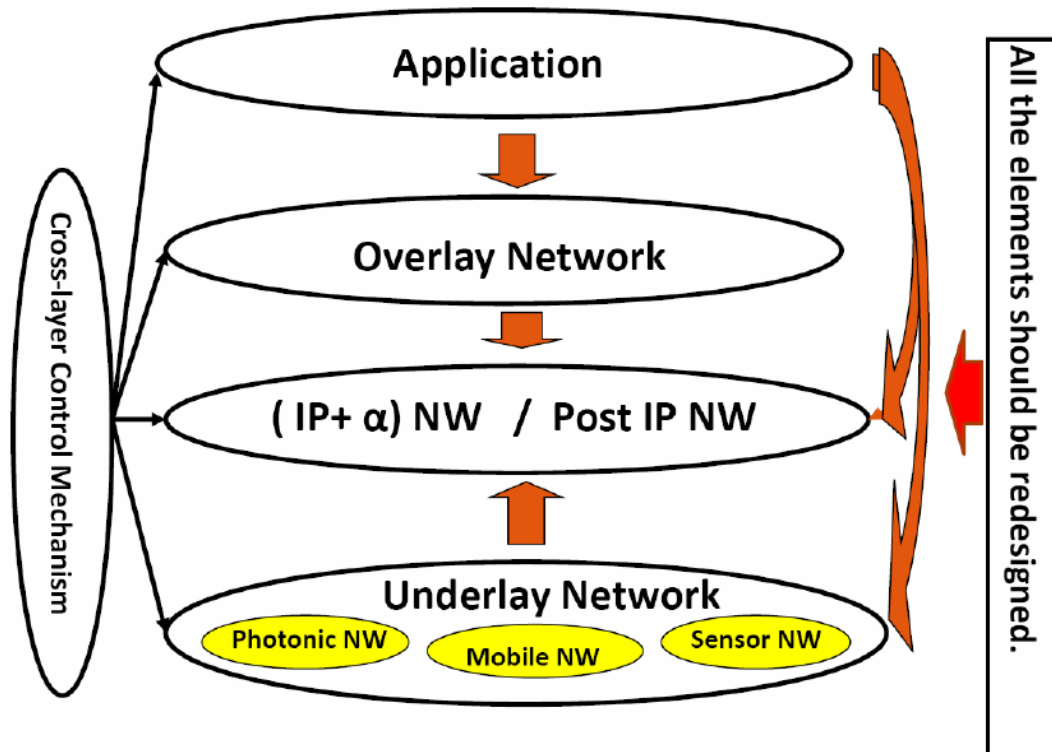 Application
Overlay Network
( IP+ α) NW / Post IP NW
Underlay Network
Photonic NW
Mobile NW
Sensor NW
Cross-layer Control Mechanism
All the elements should be redesigned.